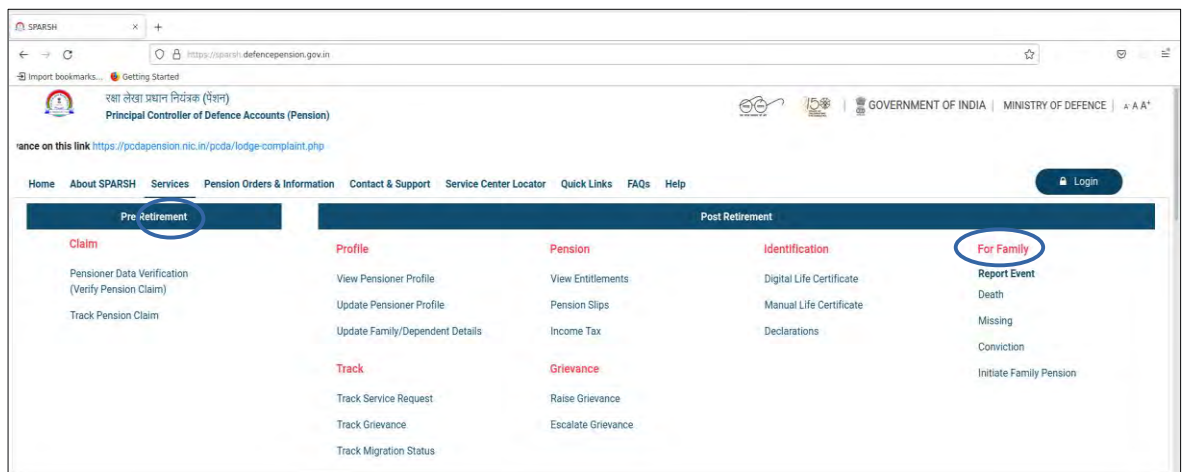 SPARSH
https://sparsh.defencepension.gov.in
Import bookmarks... Getting Started
रक्षा लेखा प्रधान नियंत्रक (पेंशन)
Principal Controller of Defence Accounts (Pension)
GOVERNMENT OF INDIA | MINISTRY OF DEFENCE | A- A A+
ance on this link https://pcdapension.nic.in/pcda/lodge-complaint.php
Home About SPARSH Services Pension Orders & Information Contact & Support Service Center Locator Quick Links FAQs Help
Login
Pre Retirement
Claim
Pensioner Data Verification
(Verify Pension Claim)
Track Pension Claim
Post Retirement
Profile
View Pensioner Profile
Update Pensioner Profile
Update Family/Dependent Details
Pension
View Entitlements
Pension Slips
Income Tax
Identification
Digital Life Certificate
Manual Life Certificate
Declarations
For Family
Report Event
Death
Missing
Conviction
Initiate Family Pension
Track
Track Service Request
Track Grievance
Track Migration Status
Grievance
Raise Grievance
Escalate Grievance